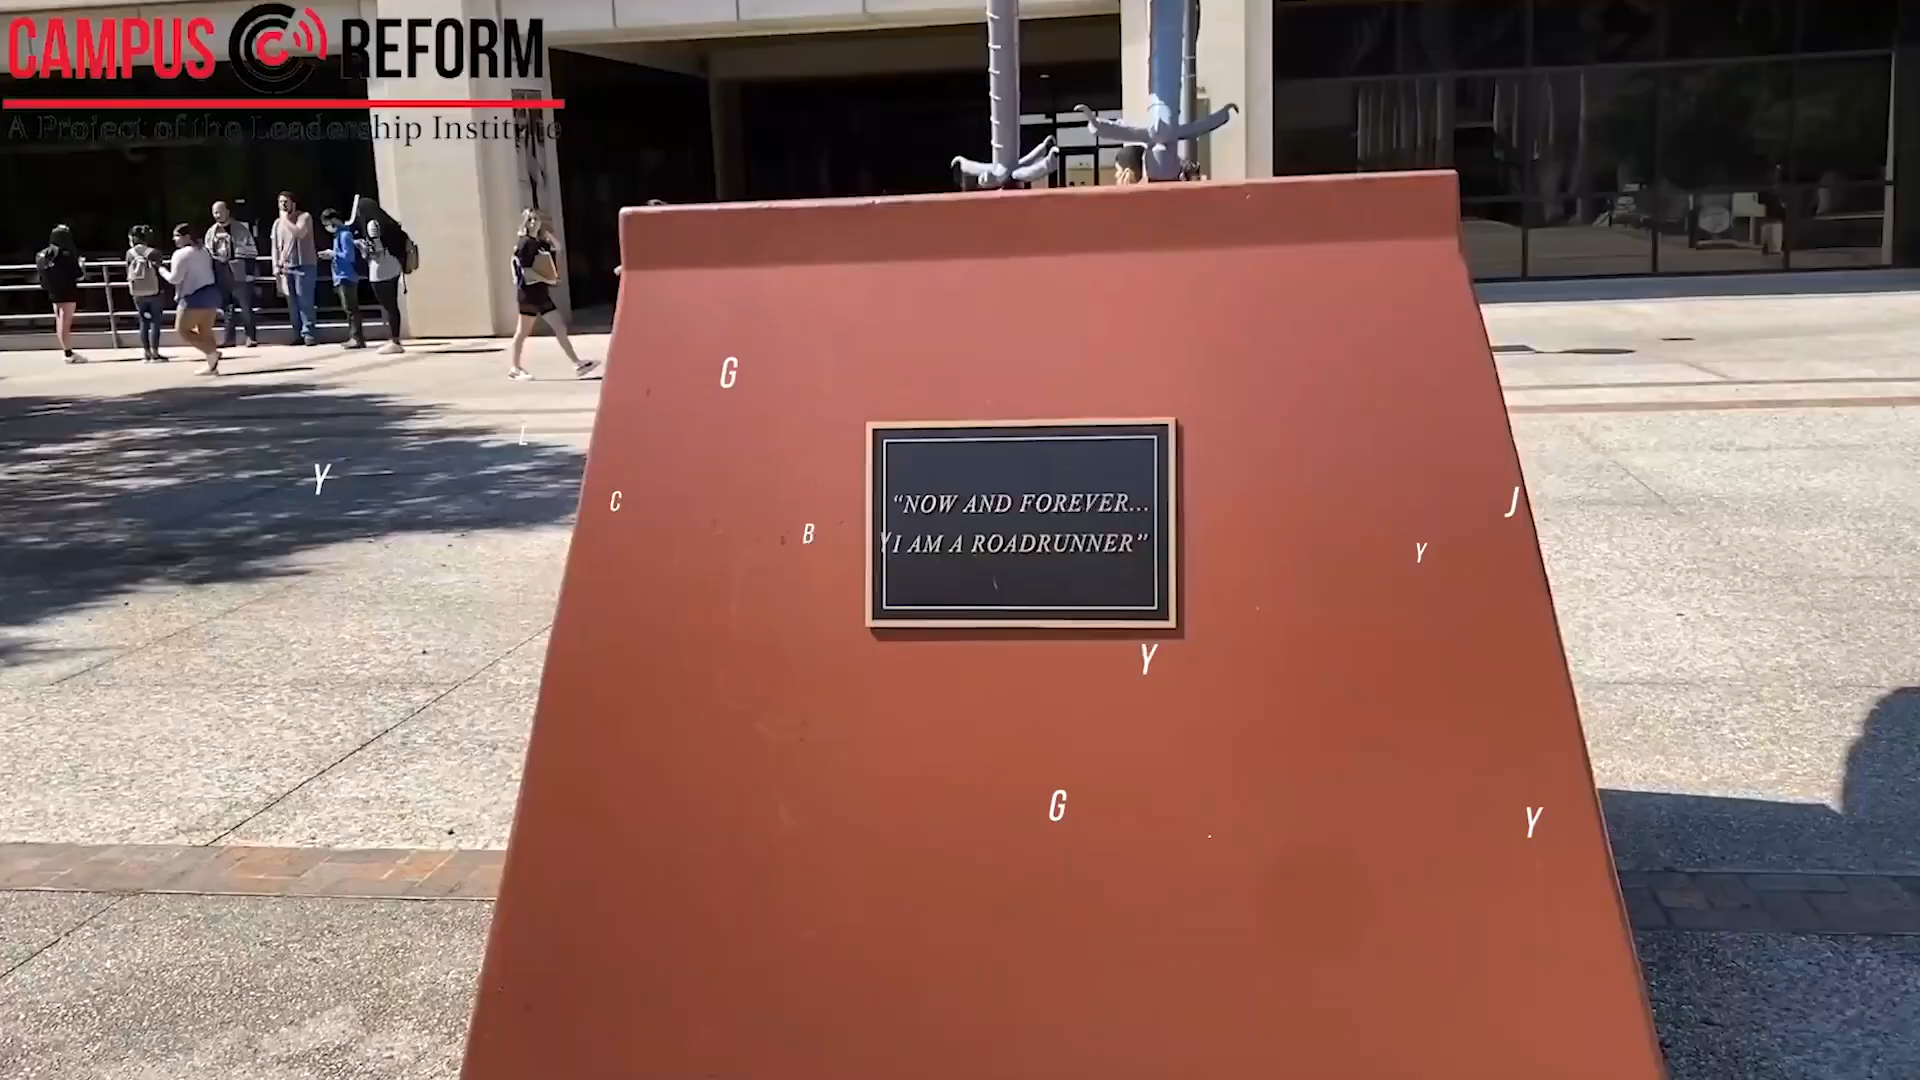 CAMPUS REFORM
A Project of the Leadership Institute
G
L
Y
C
J
B
“NOW AND FOREVER...
Y I AM A ROADRUNNER”
Y
Y
G
Y